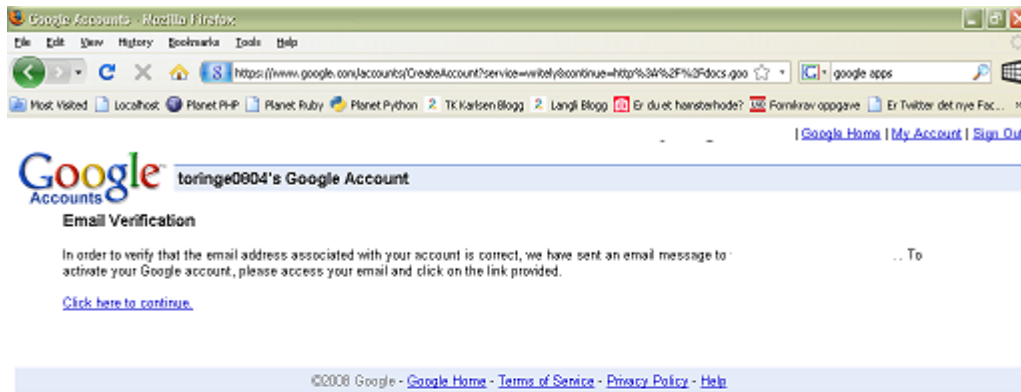 Google Accounts - Mozilla Firefox
File Edit View History Bookmarks Tools Help
https://www.google.com/accounts/CreateAccount?service=writely&continue=http%3A%2F%2Fdocs.goo
google apps
Most Visited Localhost Planet PHP Planet Ruby Planet Python TK Karlsen Blogg Langli Blogg Er du et hamsterhode? Formkrav oppgave Er Twitter det nye Fac...
| Google Home | My Account | Sign Out
Google Accounts
toringe0804's Google Account
Email Verification
In order to verify that the email address associated with your account is correct, we have sent an email message to .. To
activate your Google account, please access your email and click on the link provided.
Click here to continue.
©2008 Google - Google Home - Terms of Service - Privacy Policy - Help